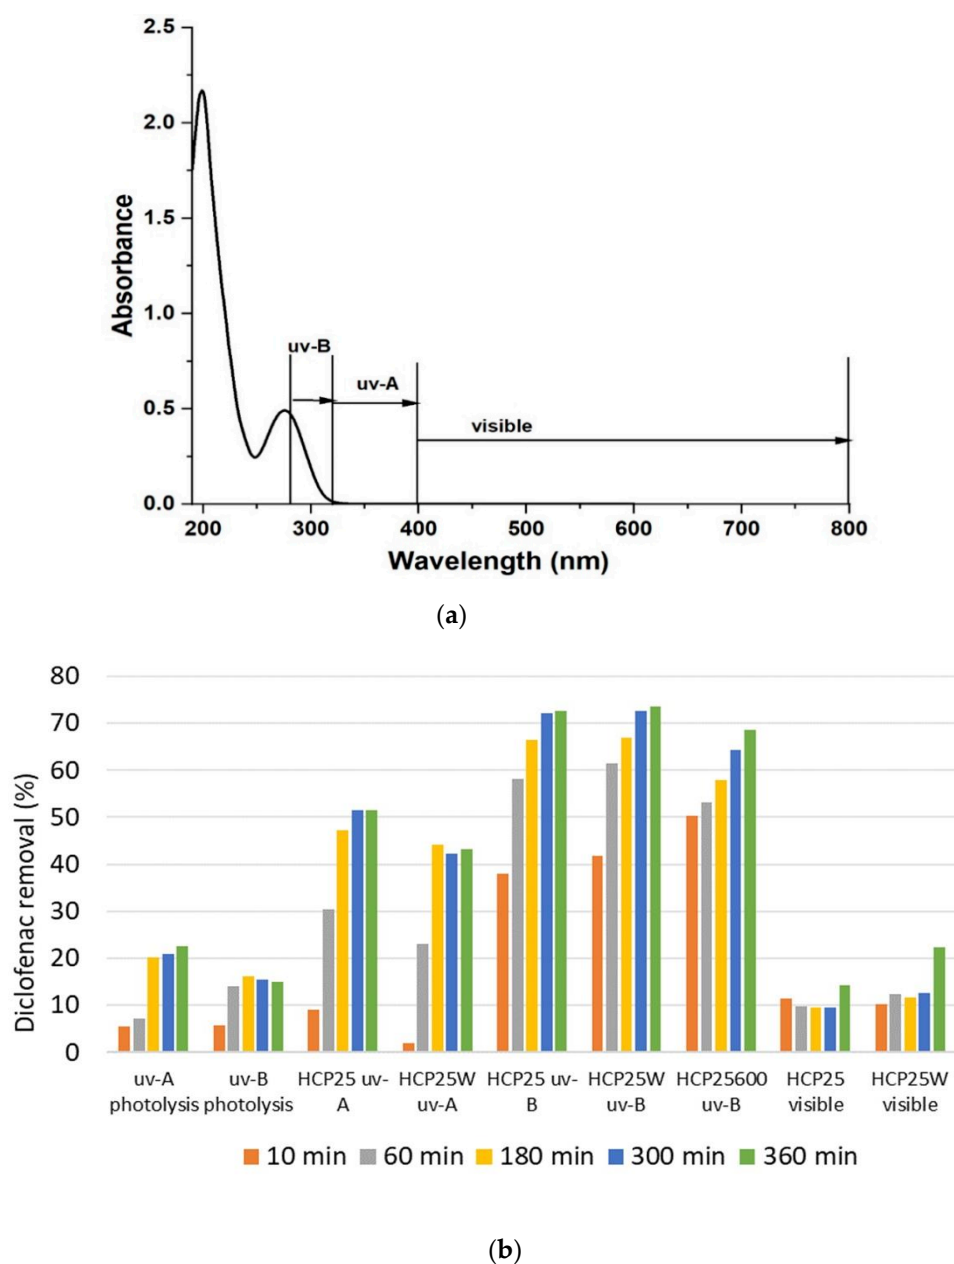 2.5
2.0
1.5
1.0
0.5
0.0
Absorbance
uv-B
uv-A
visible
200 300 400 500 600 700 800
Wavelength (nm)
(a)
80
70
60
50
40
30
20
10
0
Diclofenac removal (%)
uv-A uv-B HCP25 uv- HCP25W HCP25 uv- HCP25W HCP25600 HCP25 HCP25W
photolysis photolysis A uv-A B uv-B uv-B visible visible
10 min 60 min 180 min 300 min 360 min
(b)